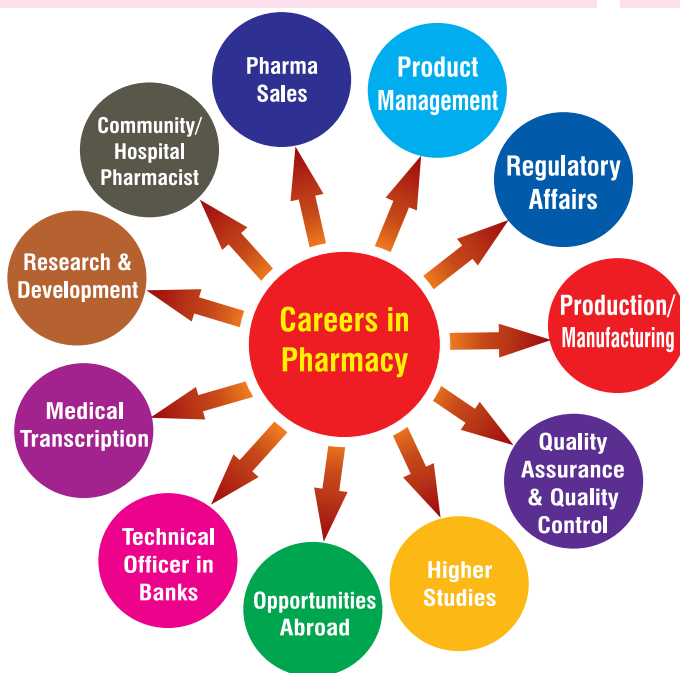 Careers in
Pharmacy
Pharma
Sales
Product
Management
Regulatory
Affairs
Production/
Manufacturing
Quality
Assurance
& Quality
Control
Higher
Studies
Opportunities
Abroad
Technical
Officer in
Banks
Medical
Transcription
Research &
Development
Community/
Hospital
Pharmacist